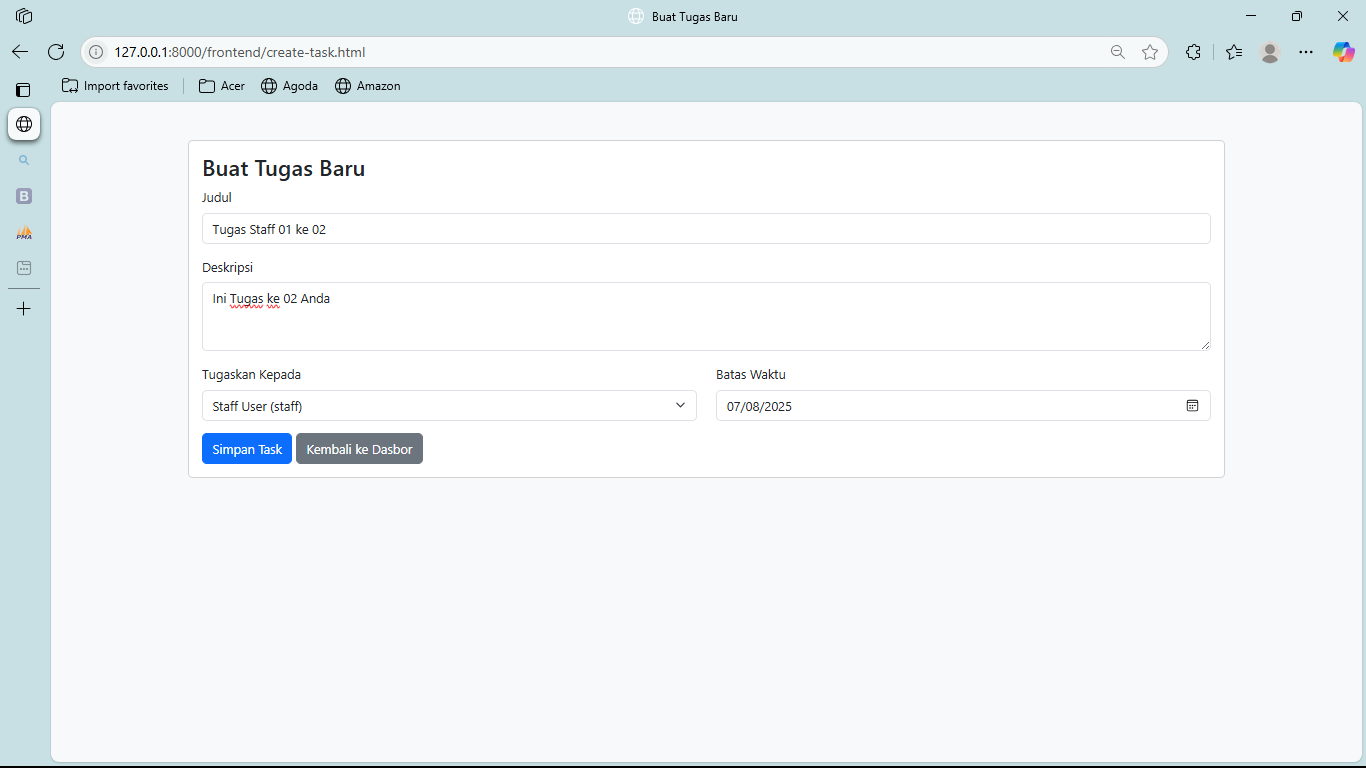 Buat Tugas Baru
127.0.0.1:8000/frontend/create-task.html
Import favorites
Acer
Agoda
Amazon
B
PMA
Buat Tugas Baru
Judul
Tugas Staff 01 ke 02
Deskripsi
Ini Tugas ke 02 Anda
Tugaskan Kepada
Batas Waktu
Staff User (staff)
07/08/2025
Simpan Task
Kembali ke Dasbor